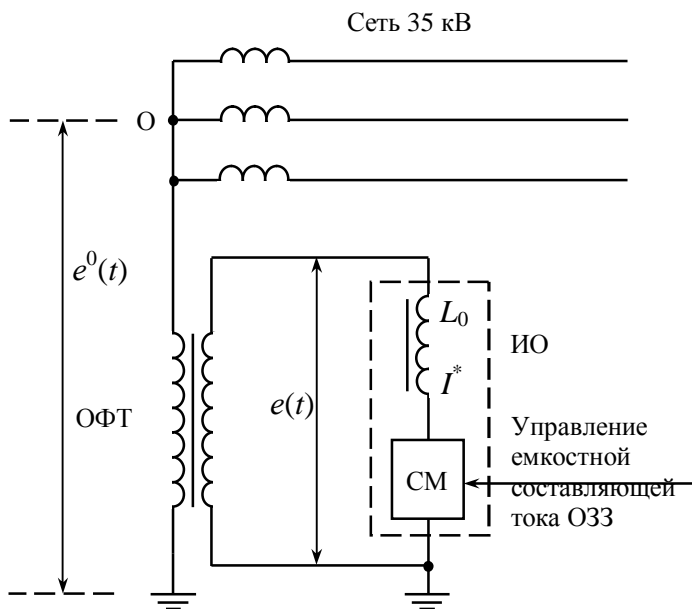 Сеть 35 кВ
О
e⁰(t)
L₀
ИО
I*
e(t)
ОФТ
Управление
емкостной
СМ
составляющей
тока ОЗЗ